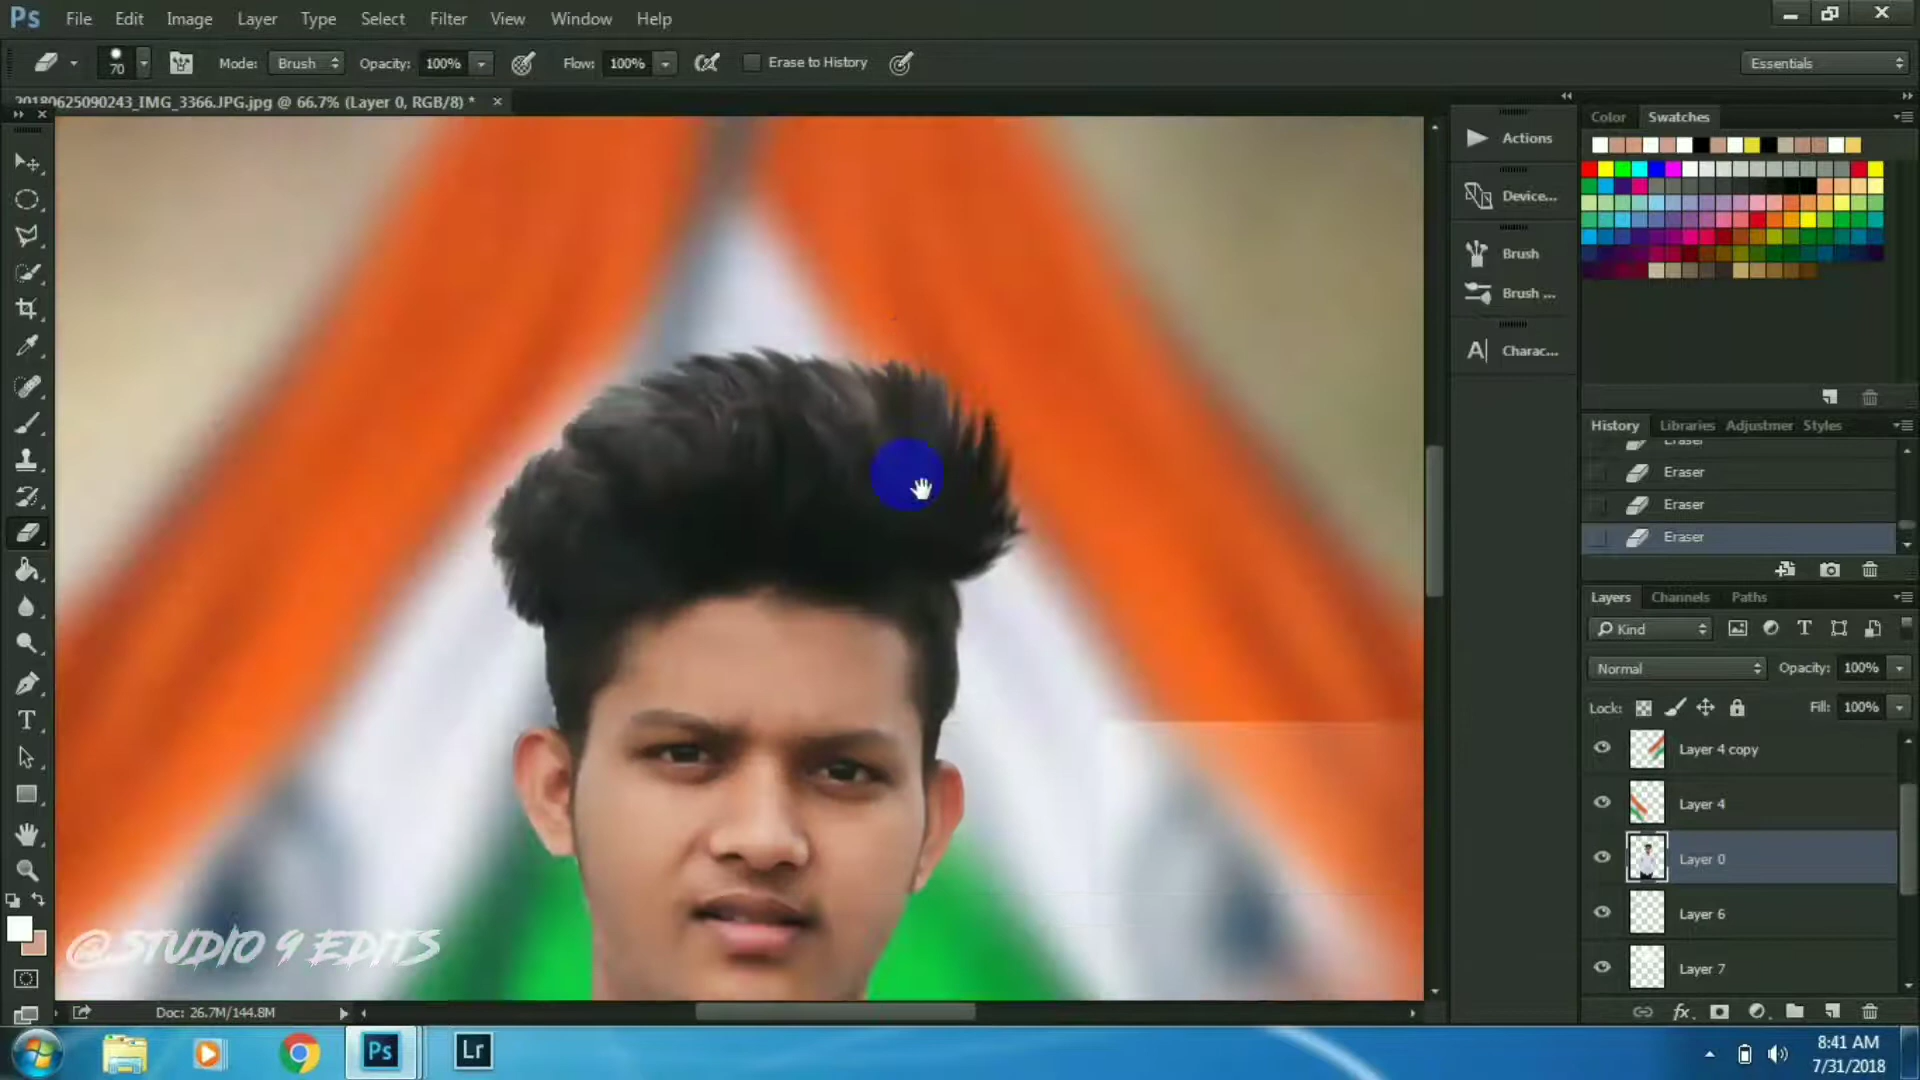 Ps File Edit Image Layer Type Select Filter View Window Help
70 Mode: Brush Opacity: 100% Flow: 100% Erase to History Essentials
20180625090243_IMG_3366.JPG.jpg @ 66.7% (Layer 0, RGB/8) *
Color Swatches
Actions
Device...
Brush
Brush ...
A| Charac...
History Libraries Adjustmer Styles
Eraser
Eraser
Eraser
Eraser
Layers Channels Paths
Kind
Normal Opacity: 100%
Lock: Fill: 100%
Layer 4 copy
Layer 4
Layer 0
Layer 6
Layer 7
@STUDIO 9 EDITS
Doc: 26.7M/144.8M
Ps Lr
8:41 AM
7/31/2018